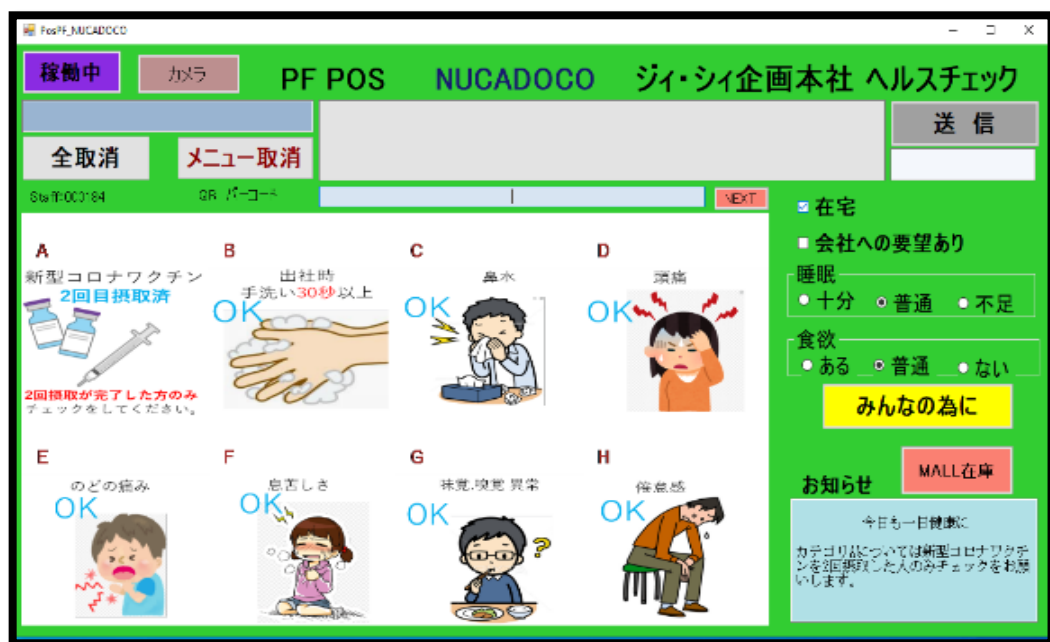 PosPF_NUCADOCO
稼働中
カメラ
PF POS NUCADOCO ジィ・シィ企画本社 ヘルスチェック
送 信
全取消
メニュー取消
Staff:000184
QR バーコード
NEXT
在宅
会社への要望あり
睡眠
十分 普通 不足
食欲
ある 普通 ない
みんなの為に
MALL在庫
お知らせ
今日も一日健康に
カテゴリAについては新型コロナワクチ
ンを2回摂取した人のみチェックをお願
いします。
A
新型コロナワクチン
2回目摂取済
2回摂取が完了した方のみ
チェックをしてください。
B
出社時
手洗い30秒以上
OK
C
鼻水
OK
D
頭痛
OK
E
のどの痛み
OK
F
息苦しさ
OK
G
味覚.嗅覚 異常
OK
H
倦怠感
OK